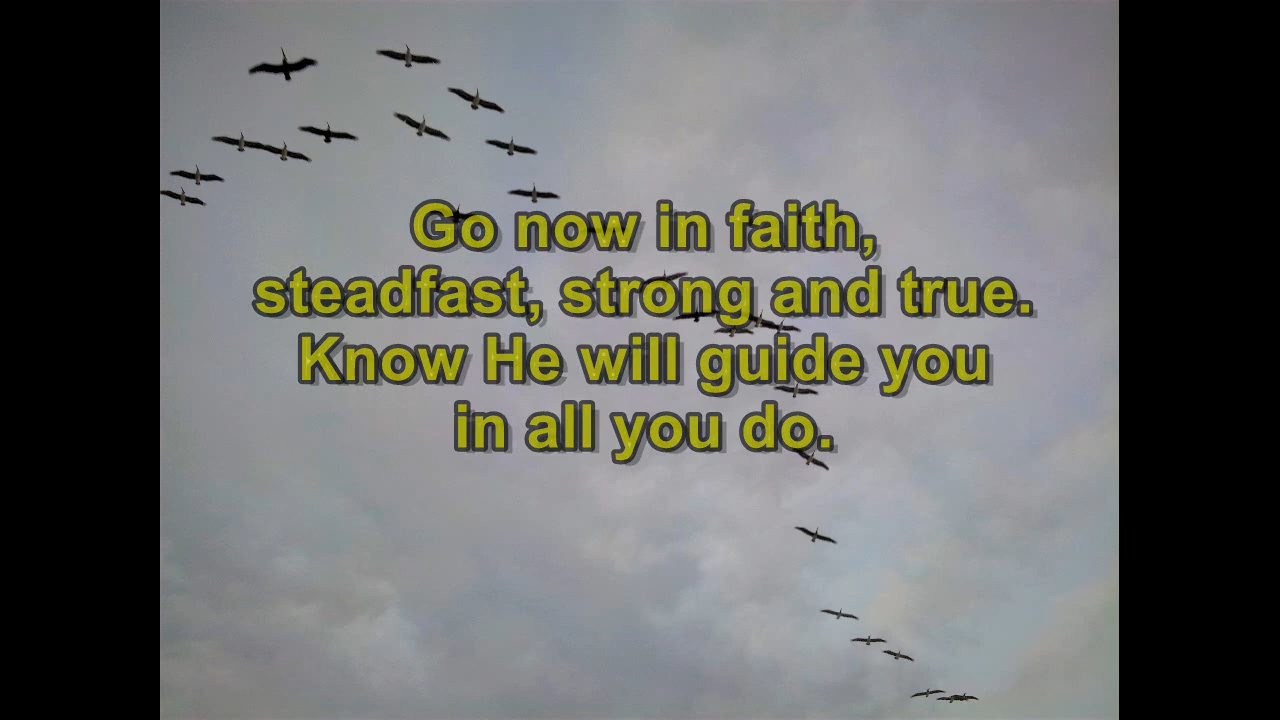 Go now in faith,
steadfast, strong and true.
Know He will guide you
in all you do.